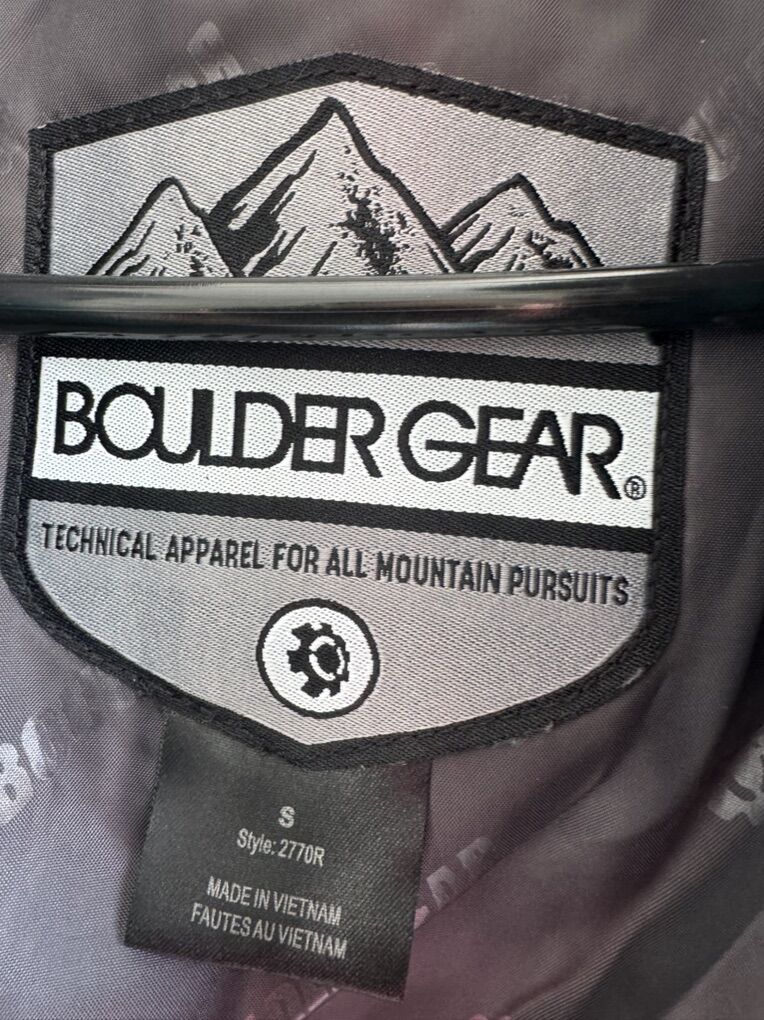 BOULDER GEAR®
TECHNICAL APPAREL FOR ALL MOUNTAIN PURSUITS
S
Style: 2770R
MADE IN VIETNAM
FAUTES AU VIETNAM